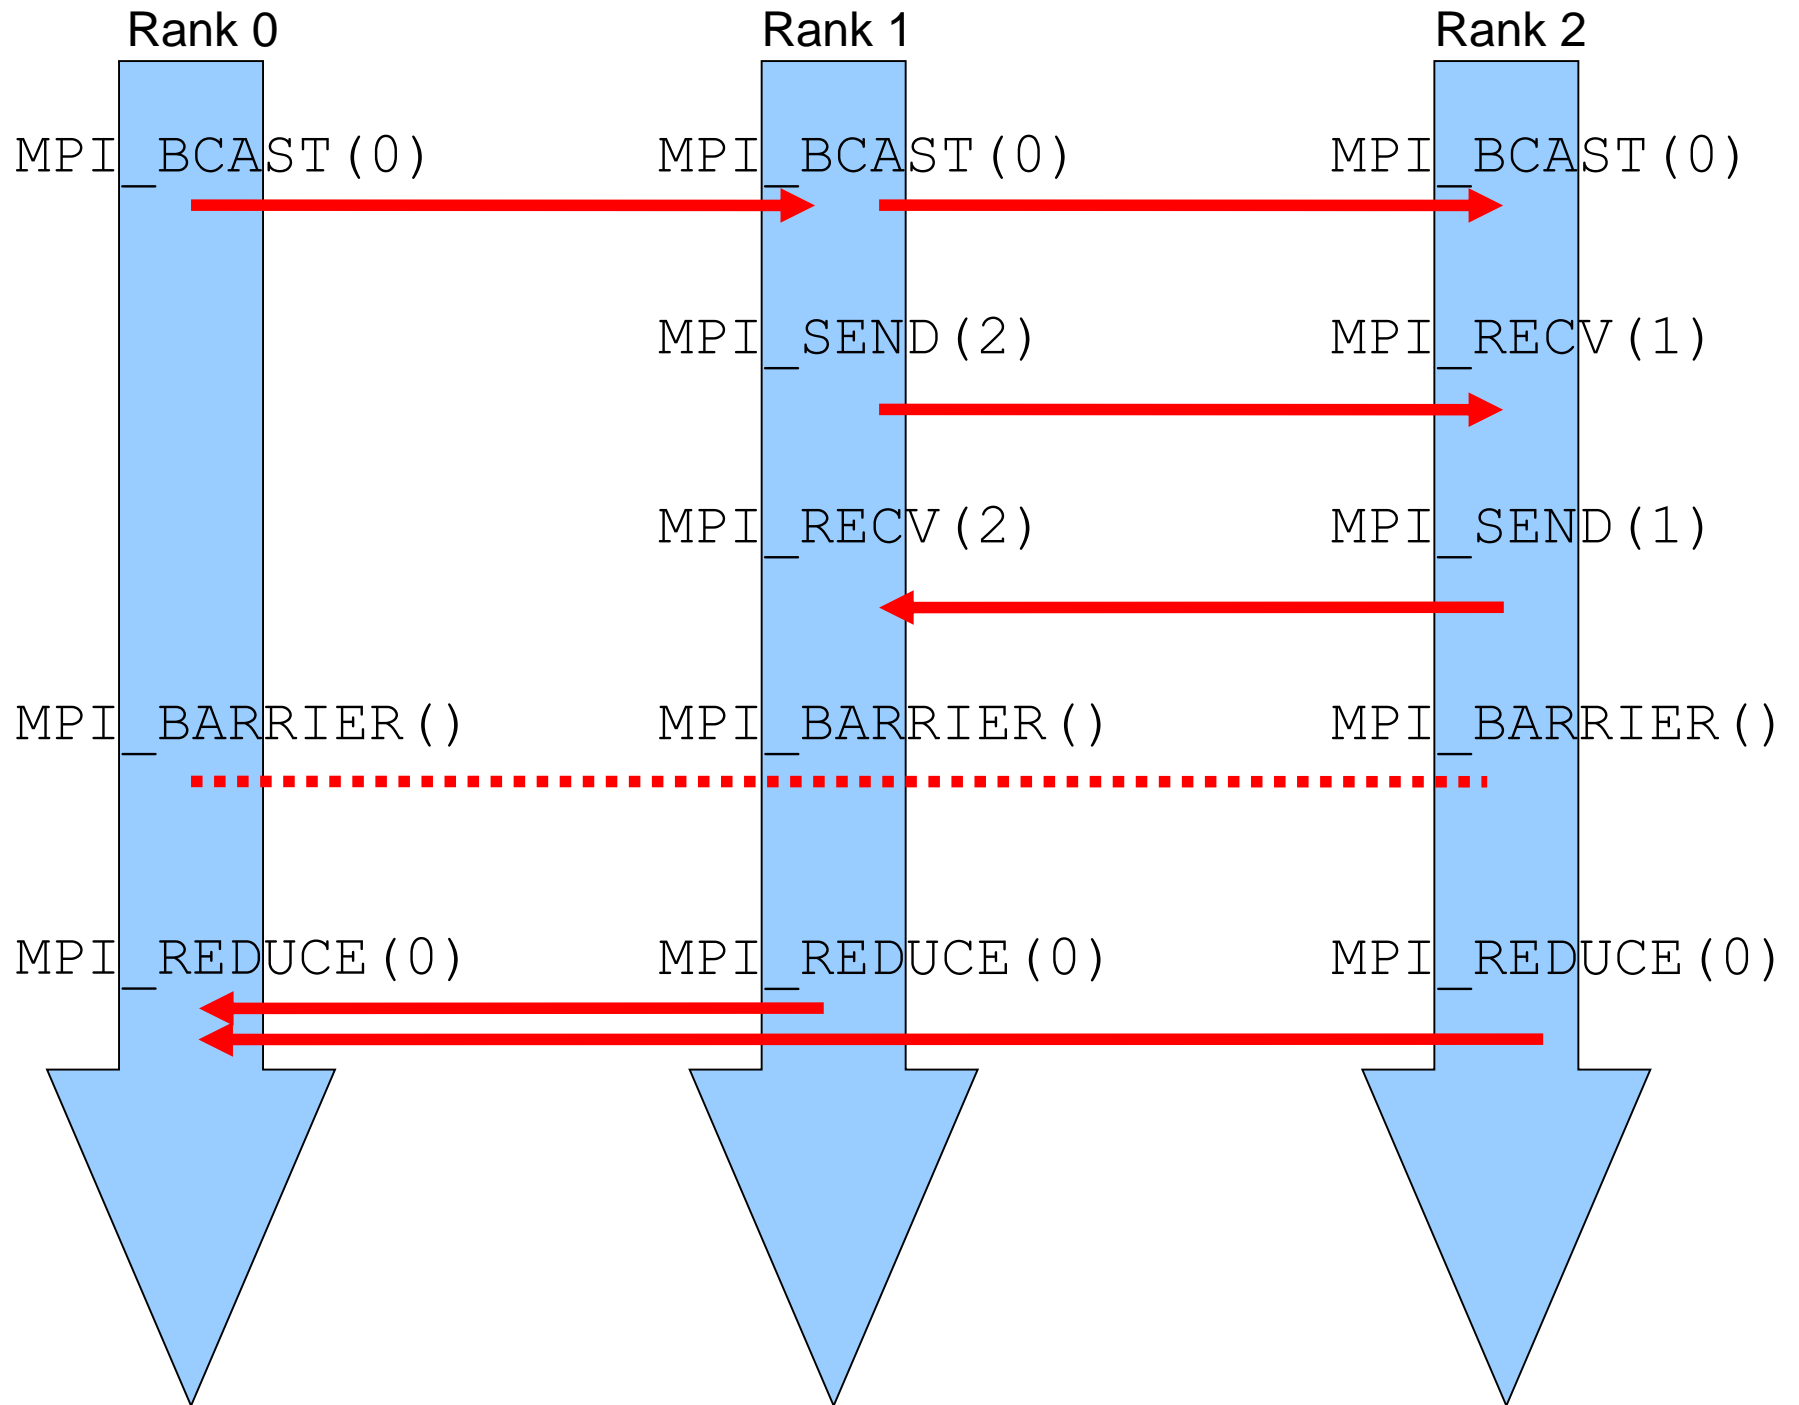 Rank 0 Rank 1 Rank 2
MPI_BCAST(0) MPI_BCAST(0) MPI_BCAST(0)
MPI_SEND(2) MPI_RECV(1)
MPI_RECV(2) MPI_SEND(1)
MPI_BARRIER() MPI_BARRIER() MPI_BARRIER()
MPI_REDUCE(0) MPI_REDUCE(0) MPI_REDUCE(0)